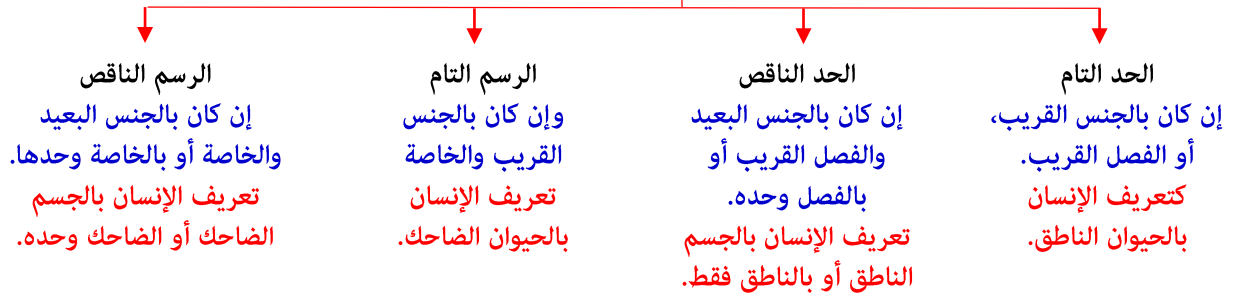 الحد التام
إن كان بالجنس القريب،
أو الفصل القريب.
كتعريف الإنسان
بالحيوان الناطق.
الحد الناقص
إن كان بالجنس البعيد
والفصل القريب أو
بالفصل وحده.
تعريف الإنسان بالجسم
الناطق أو بالناطق فقط.
الرسم التام
وإن كان بالجنس
القريب والخاصة
تعريف الإنسان
بالحيوان الضاحك.
الرسم الناقص
إن كان بالجنس البعيد
والخاصة أو بالخاصة وحدها.
تعريف الإنسان بالجسم
الضاحك أو الضاحك وحده.